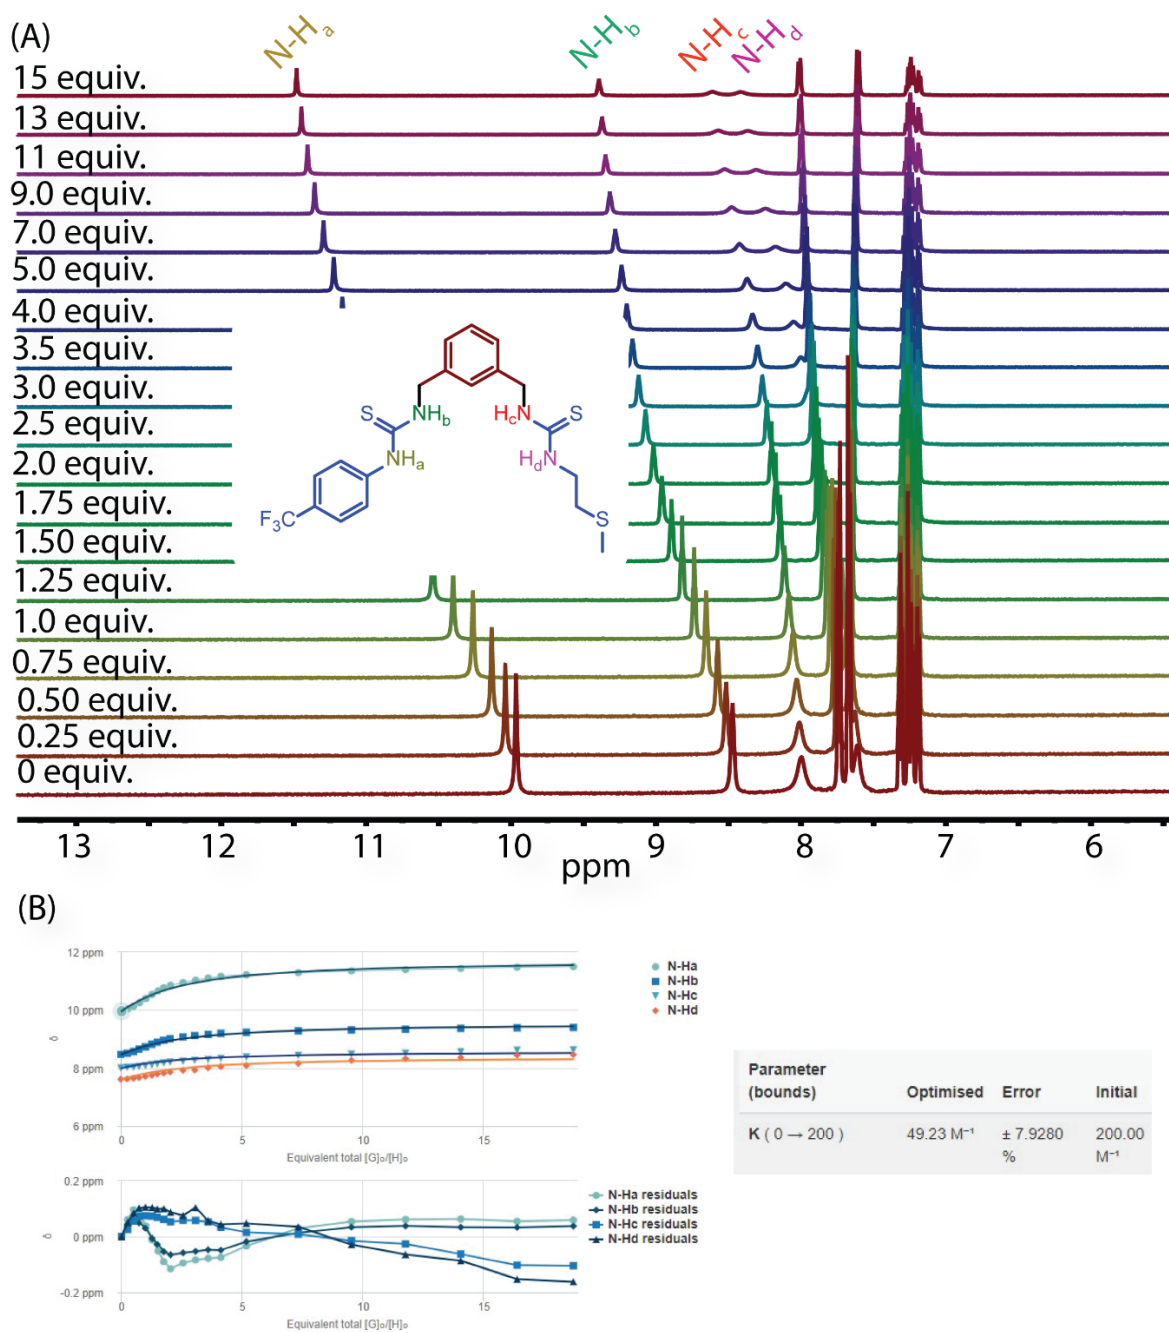 (A)
N-Ha
N-Hb
N-Hc
N-Hd
15 equiv.
13 equiv.
11 equiv.
9.0 equiv.
7.0 equiv.
5.0 equiv.
4.0 equiv.
3.5 equiv.
3.0 equiv.
2.5 equiv.
2.0 equiv.
1.75 equiv.
1.50 equiv.
1.25 equiv.
1.0 equiv.
0.75 equiv.
0.50 equiv.
0.25 equiv.
0 equiv.
S
NHb
HcN
S
NHa
HdN
F3C
S
13 12 11 10 9 8 7 6
ppm
(B)
12 ppm
10 ppm
8 ppm
6 ppm
δ
0 5 10 15
Equivalent total [G]₀/[H]₀
N-Ha
N-Hb
N-Hc
N-Hd
0.2 ppm
0 ppm
-0.2 ppm
δ
0 5 10 15
Equivalent total [G]₀/[H]₀
N-Ha residuals
N-Hb residuals
N-Hc residuals
N-Hd residuals
Parameter
(bounds) Optimised Error Initial
K ( 0 → 200 ) 49.23 M⁻¹ ± 7.9280 200.00
% M⁻¹